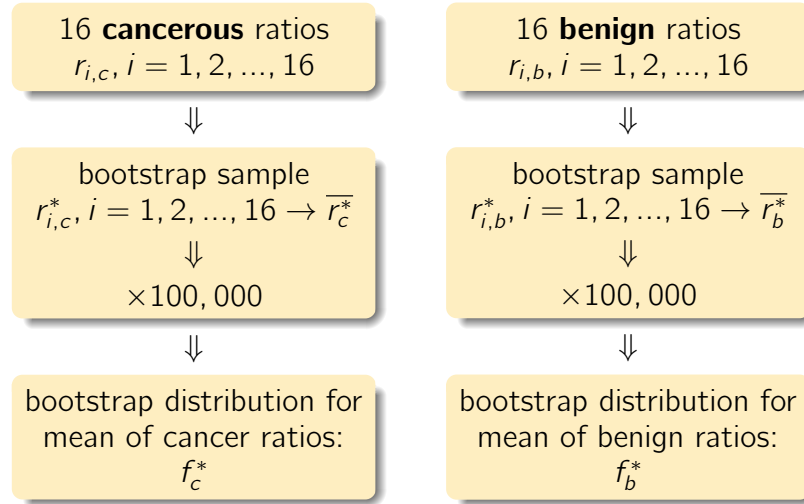 16 cancerous ratios
r_{i,c}, i = 1, 2, ..., 16
⇓
bootstrap sample
r^*_{i,c}, i = 1, 2, ..., 16 → \overline{r^*_c}
⇓
×100, 000
⇓
bootstrap distribution for
mean of cancer ratios:
f^*_c
16 benign ratios
r_{i,b}, i = 1, 2, ..., 16
⇓
bootstrap sample
r^*_{i,b}, i = 1, 2, ..., 16 → \overline{r^*_b}
⇓
×100, 000
⇓
bootstrap distribution for
mean of benign ratios:
f^*_b